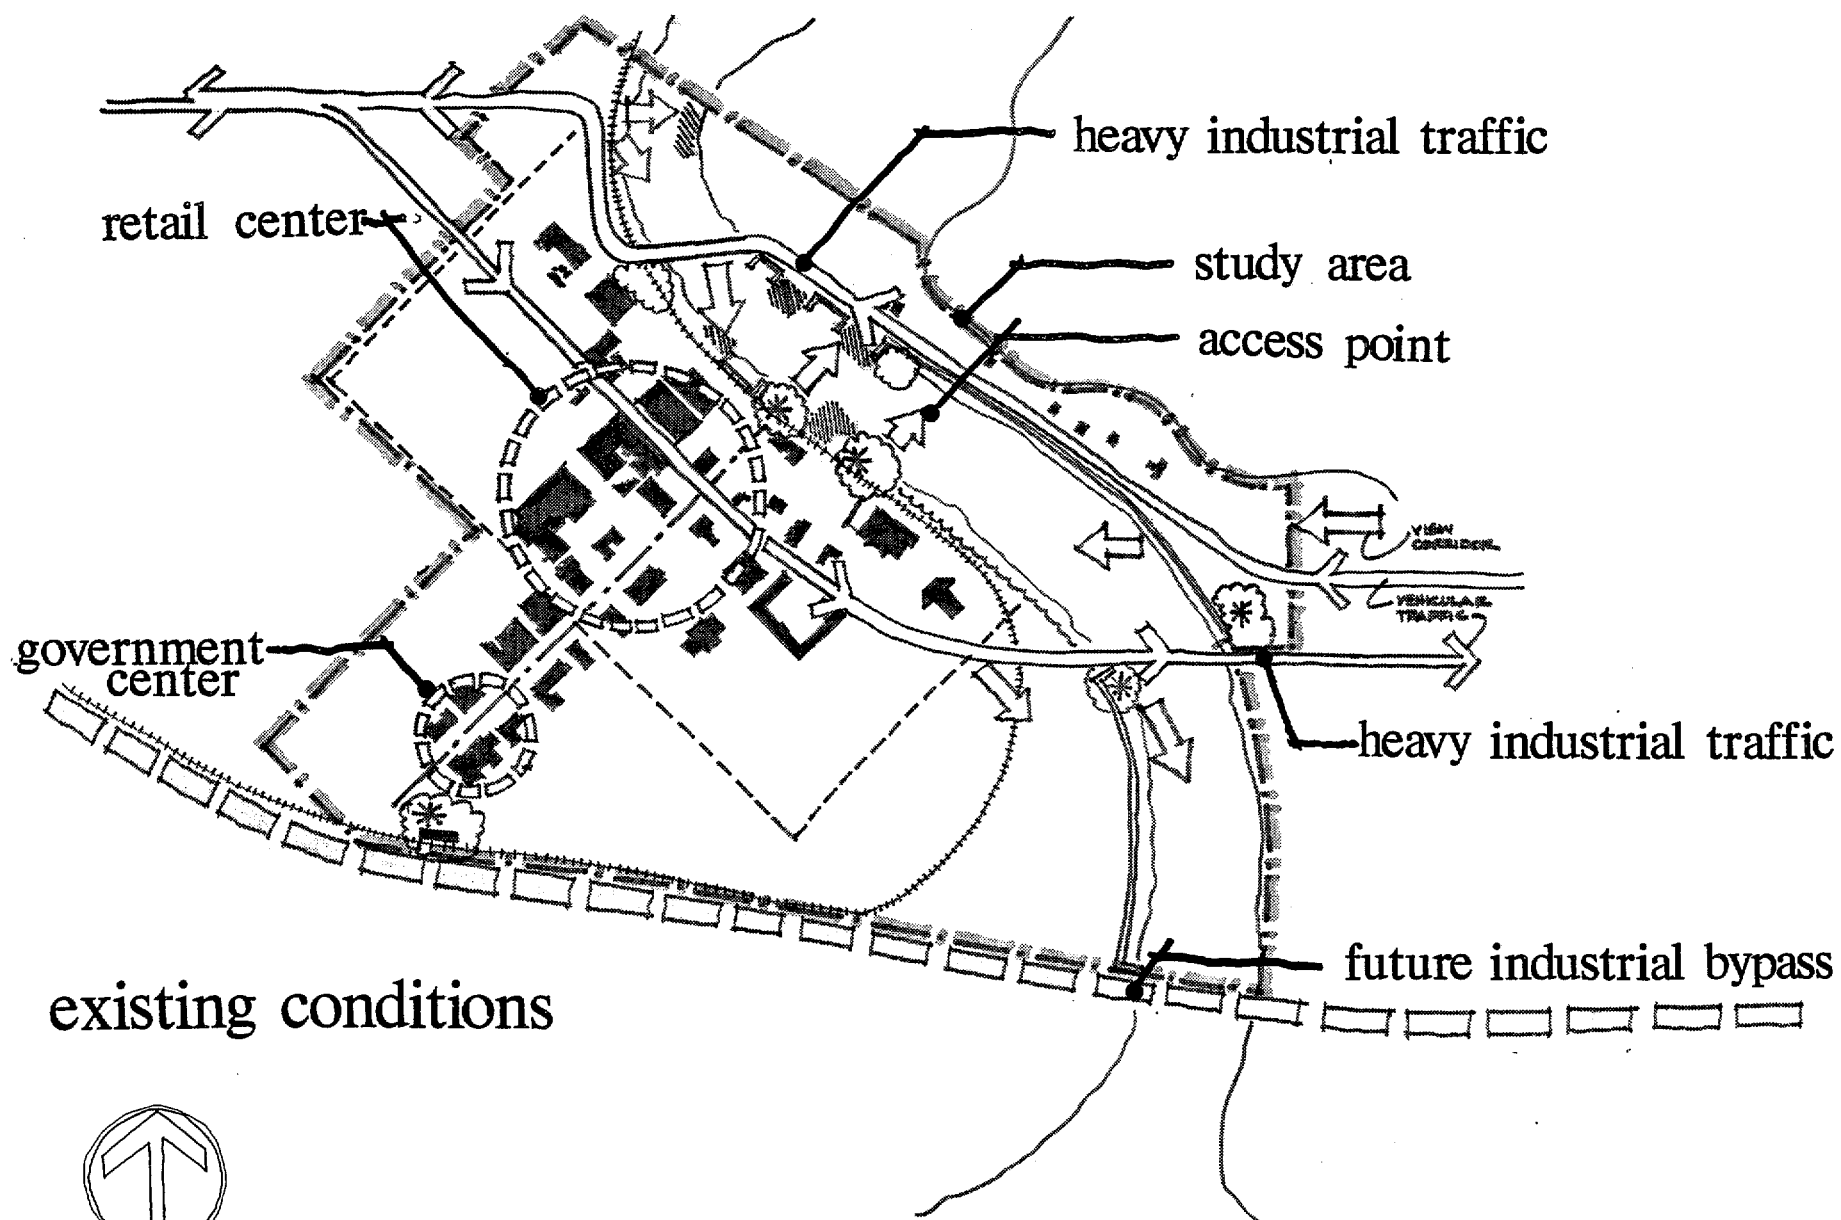 heavy industrial traffic
retail center
study area
access point
VIEW
CORRIDOR
VEHICULAR
TRAFFIC
government
center
heavy industrial traffic
future industrial bypass
existing conditions